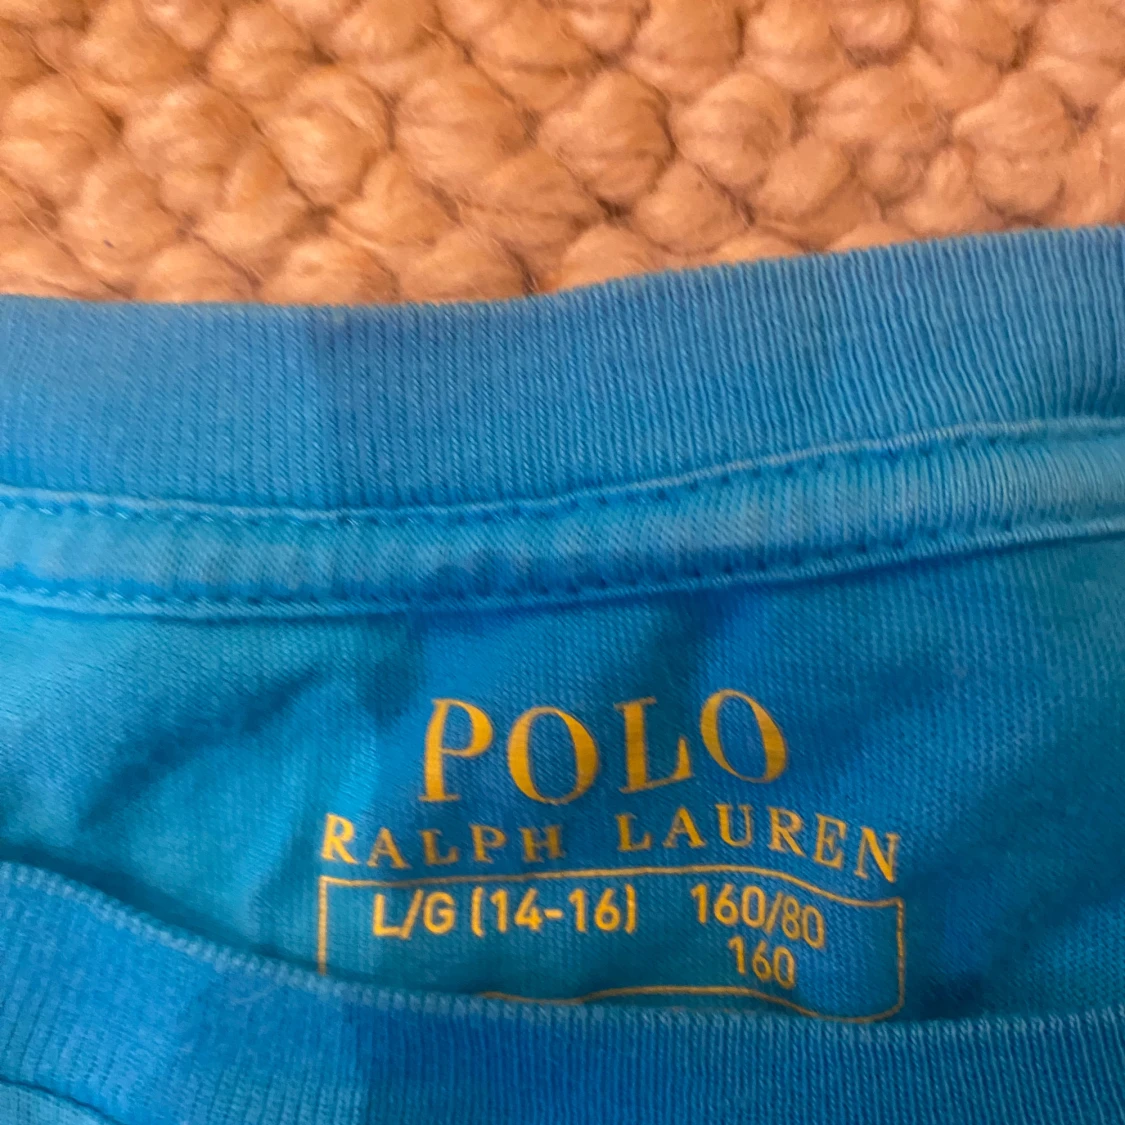 POLO
RALPH LAUREN
L/G (14-16) 160/80
160